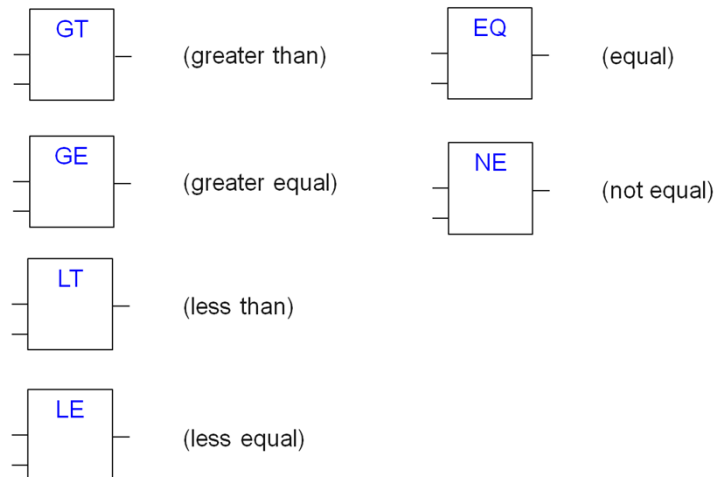 GT
(greater than)
EQ
(equal)
GE
(greater equal)
NE
(not equal)
LT
(less than)
LE
(less equal)